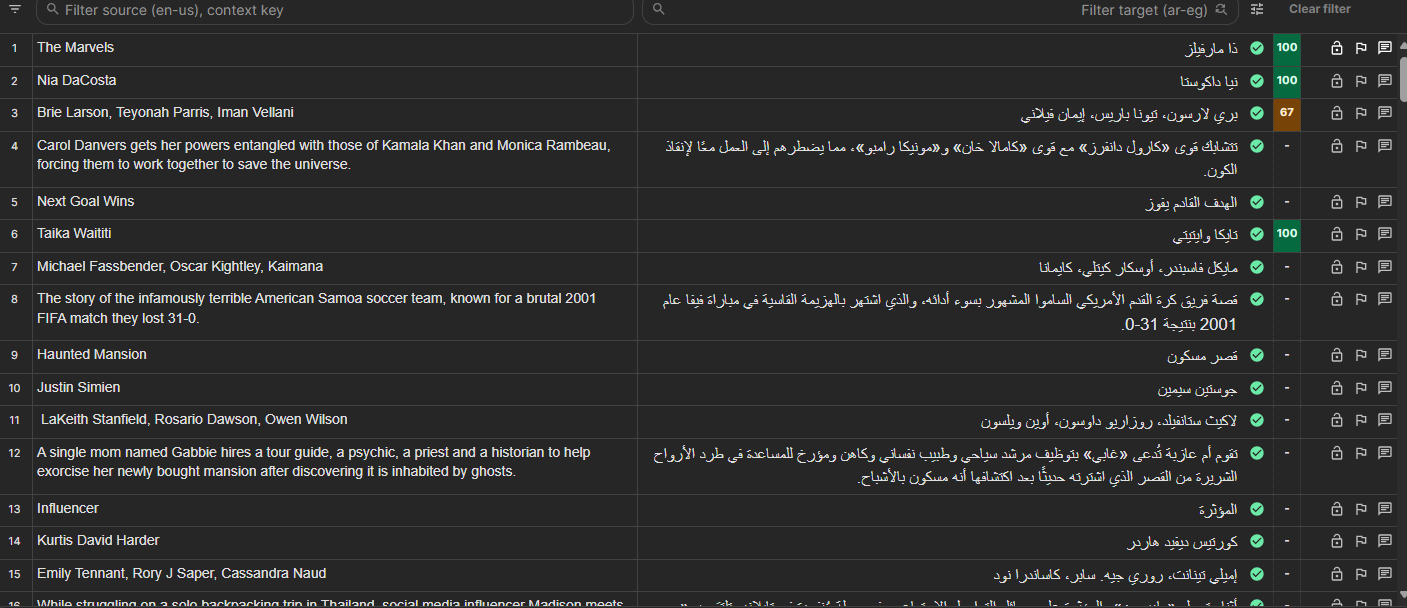 Filter source (en-us), context key
Filter target (ar-eg)
Clear filter
1 The Marvels ذا مارفيلز 100
2 Nia DaCosta نيا داكوستا 100
3 Brie Larson, Teyonah Parris, Iman Vellani بري لارسون، تيونا باريس، إيمان فيلاني 67
4 Carol Danvers gets her powers entangled with those of Kamala Khan and Monica Rambeau,
forcing them to work together to save the universe.
تتشابك قوى «كارول دانفرز» مع قوى «كامالا خان» و«مونيكا رامبو»، مما يضطرهم إلى العمل معًا لإنقاذ
الكون.
-
5 Next Goal Wins الهدف القادم يفوز -
6 Taika Waititi تايكا وايتيتي 100
7 Michael Fassbender, Oscar Kightley, Kaimana مايكل فاسبندر، أوسكار كيتلي، كايمانا -
8 The story of the infamously terrible American Samoa soccer team, known for a brutal 2001
FIFA match they lost 31-0.
قصة فريق كرة القدم الأمريكي الساموا المشهور بسوء أدائه، والذي اشتهر بالهزيمة القاسية في مباراة فيفا عام
2001 بنتيجة 31-0.
-
9 Haunted Mansion قصر مسكون -
10 Justin Simien جوستين سيمين -
11 LaKeith Stanfield, Rosario Dawson, Owen Wilson لاكيث ستانفيلد، روزاريو داوسون، أوين ويلسون -
12 A single mom named Gabbie hires a tour guide, a psychic, a priest and a historian to help
exorcise her newly bought mansion after discovering it is inhabited by ghosts.
تقوم أم عازبة تُدعى «غابي» بتوظيف مرشد سياحي وطبيب نفساني وكاهن ومؤرخ للمساعدة في طرد الأرواح
الشريرة من القصر الذي اشترته حديثًا بعد اكتشافها أنه مسكون بالأشباح.
-
13 Influencer المؤثرة -
14 Kurtis David Harder كورتيس ديفيد هاردر -
15 Emily Tennant, Rory J Saper, Cassandra Naud إميلي تينانت، روري جيه. سابر، كاساندرا نود -
16 While struggling on a solo backpacking trip in Thailand, social media influencer Madison meets